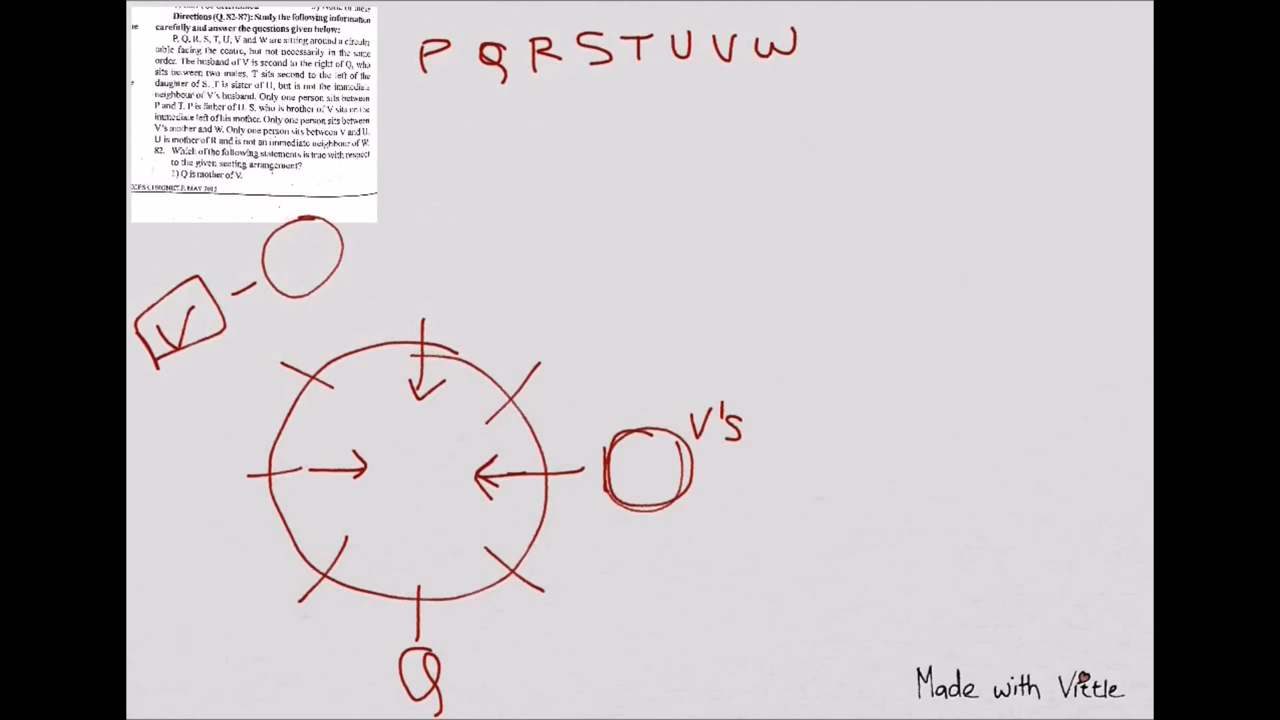 Directions (Q. 82-87): Study the following information
carefully and answer the questions given below:
P, Q, R, S, T, U, V and W are sitting around a circular
table facing the centre, but not necessarily in the same
order. The husband of V is second to the right of Q, who
sits between two males. T sits second to the left of the
daughter of S. T is sister of U, but is not the immediate
neighbour of V's husband. Only one person sits between
P and T. P is father of U. S, who is brother of V sits on the
immediate left of his mother. Only one person sits between
V's mother and W. Only one person sits between V and U.
U is mother of R and is not an immediate neighbour of W.
82. Which of the following statements is true with respect
to the given seating arrangement?
1) Q is mother of V.
P Q R S T U V W
V
V's
Q
Made with Vittle